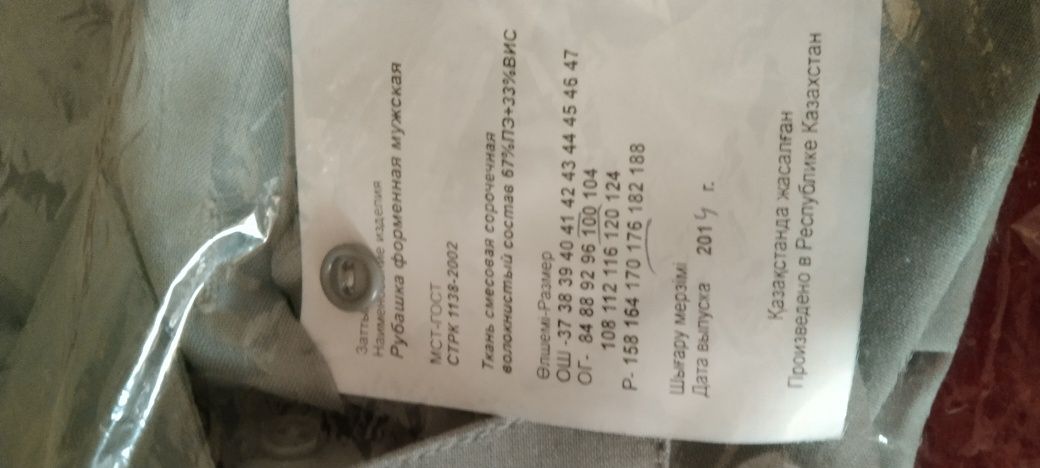 Затты
Наименование изделия
Рубашка форменная мужская
МСТ-ГОСТ
СТРК 1138-2002
Ткань смесовая сорочечная
волокнистый состав 67%ПЭ+33%ВИС
Өлшемі-Размер
ОШ -37 38 39 40 41 42 43 44 45 46 47
ОГ - 84 88 92 96 100 104
108 112 116 120 124
Р- 158 164 170 176 182 188
Шығару мерзімі
Дата выпуска 2014 г.
Қазақстанда жасалған
Произведено в Республике Казахстан